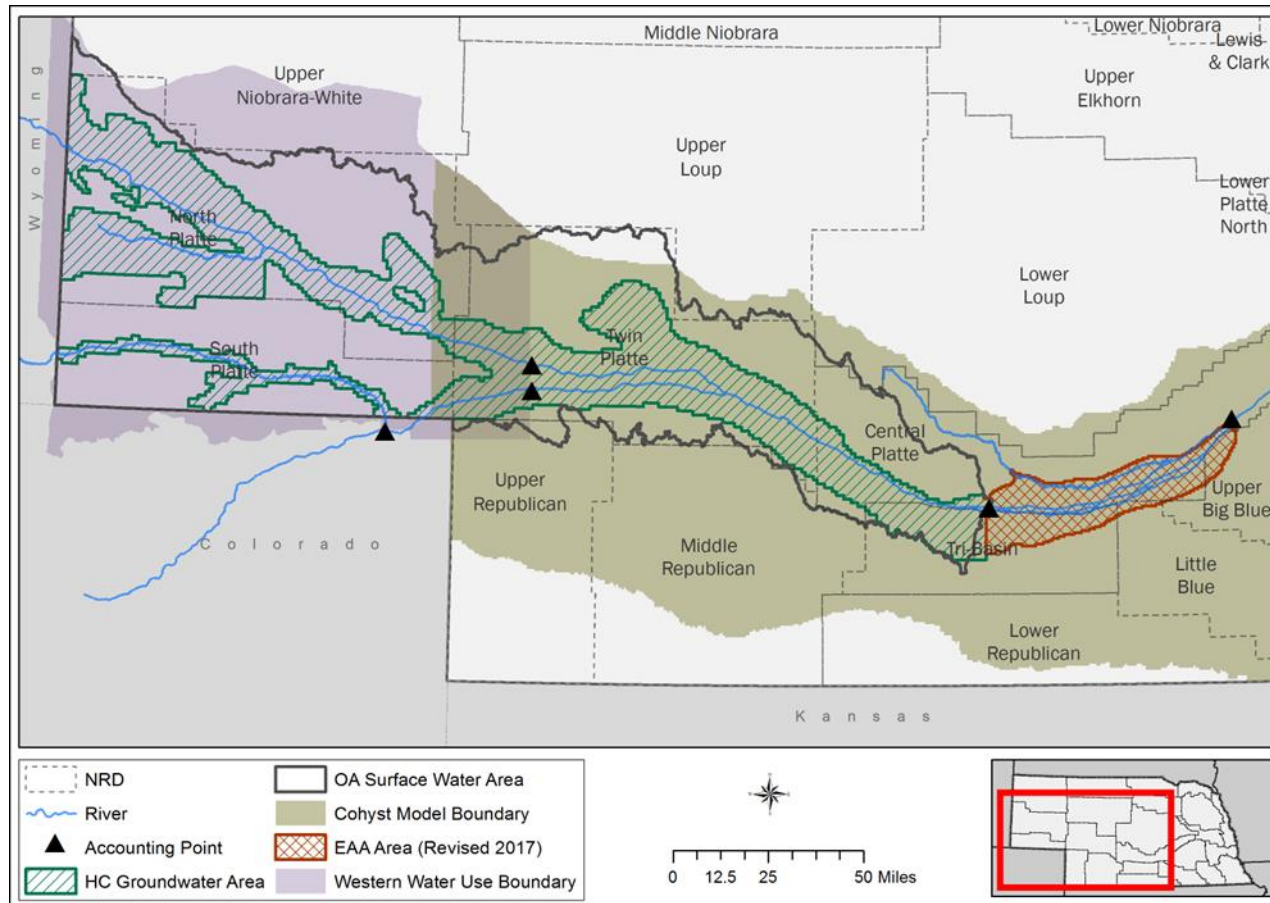 Middle Niobrara
Lower Niobrara
Lewis
& Clark
Upper
Niobrara-White
Upper
Elkhorn
Wyoming
Upper
Loup
Lower
Platte
North
North
Platte
Lower
Loup
South
Platte
Twin
Platte
Central
Platte
Upper
Republican
Upper
Big Blue
Colorado
Middle
Republican
Tri-Basin
Little
Blue
Lower
Republican
Kansas
NRD
River
Accounting Point
HC Groundwater Area
OA Surface Water Area
Cohyst Model Boundary
EAA Area (Revised 2017)
Western Water Use Boundary
0 12.5 25 50 Miles